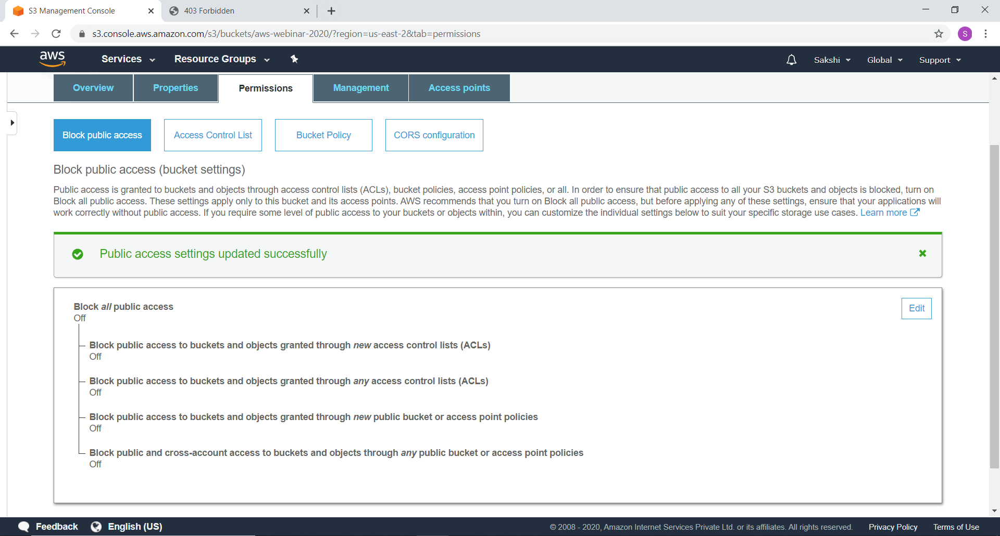 S3 Management Console
403 Forbidden
s3.console.aws.amazon.com/s3/buckets/aws-webinar-2020/?region=us-east-2&tab=permissions
S
aws
Services
Resource Groups
Sakshi
Global
Support
Overview
Properties
Permissions
Management
Access points
Block public access
Access Control List
Bucket Policy
CORS configuration
Block public access (bucket settings)
Public access is granted to buckets and objects through access control lists (ACLs), bucket policies, access point policies, or all. In order to ensure that public access to all your S3 buckets and objects is blocked, turn on
Block all public access. These settings apply only to this bucket and its access points. AWS recommends that you turn on Block all public access, but before applying any of these settings, ensure that your applications will
work correctly without public access. If you require some level of public access to your buckets or objects within, you can customize the individual settings below to suit your specific storage use cases. Learn more
Public access settings updated successfully
Block all public access
Edit
Off
Block public access to buckets and objects granted through new access control lists (ACLs)
Off
Block public access to buckets and objects granted through any access control lists (ACLs)
Off
Block public access to buckets and objects granted through new public bucket or access point policies
Off
Block public and cross-account access to buckets and objects through any public bucket or access point policies
Off
Feedback
English (US)
© 2008 - 2020, Amazon Internet Services Private Ltd. or its affiliates. All rights reserved.
Privacy Policy
Terms of Use